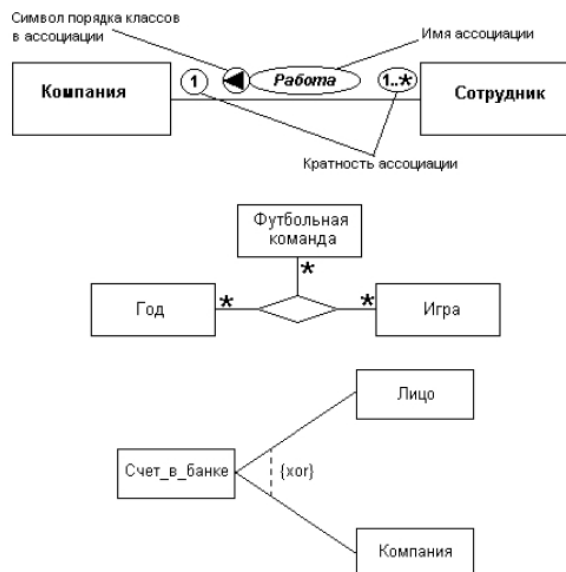 Символ порядка классов
в ассоциации
Имя ассоциации
Компания
1
Работа
1..*
Сотрудник
Кратность ассоциации
Футбольная
команда
*
Год
*
*
Игра
Лицо
Счет_в_банке
{xor}
Компания